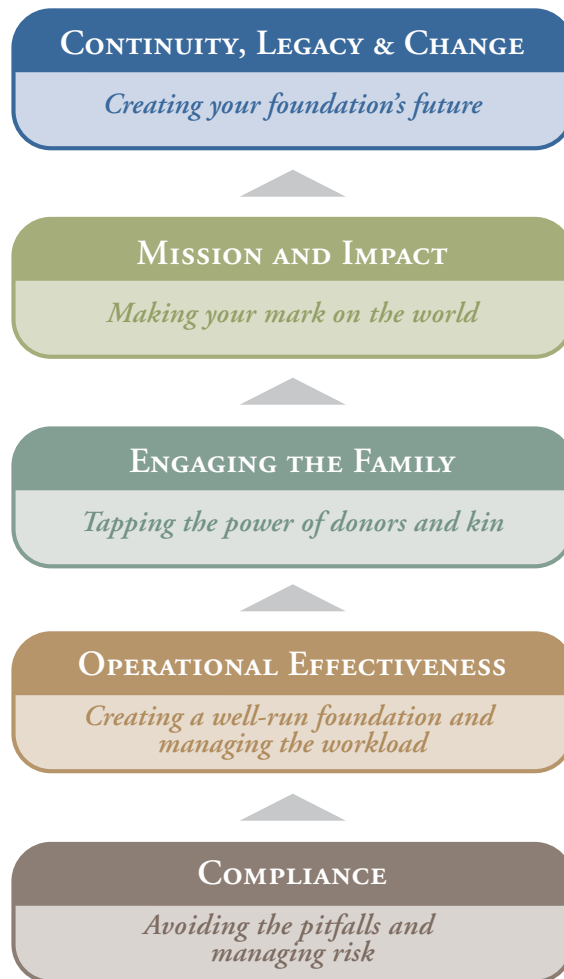 Continuity, Legacy & Change
Creating your foundation's future
Mission and Impact
Making your mark on the world
Engaging the Family
Tapping the power of donors and kin
Operational Effectiveness
Creating a well-run foundation and
managing the workload
Compliance
Avoiding the pitfalls and
managing risk